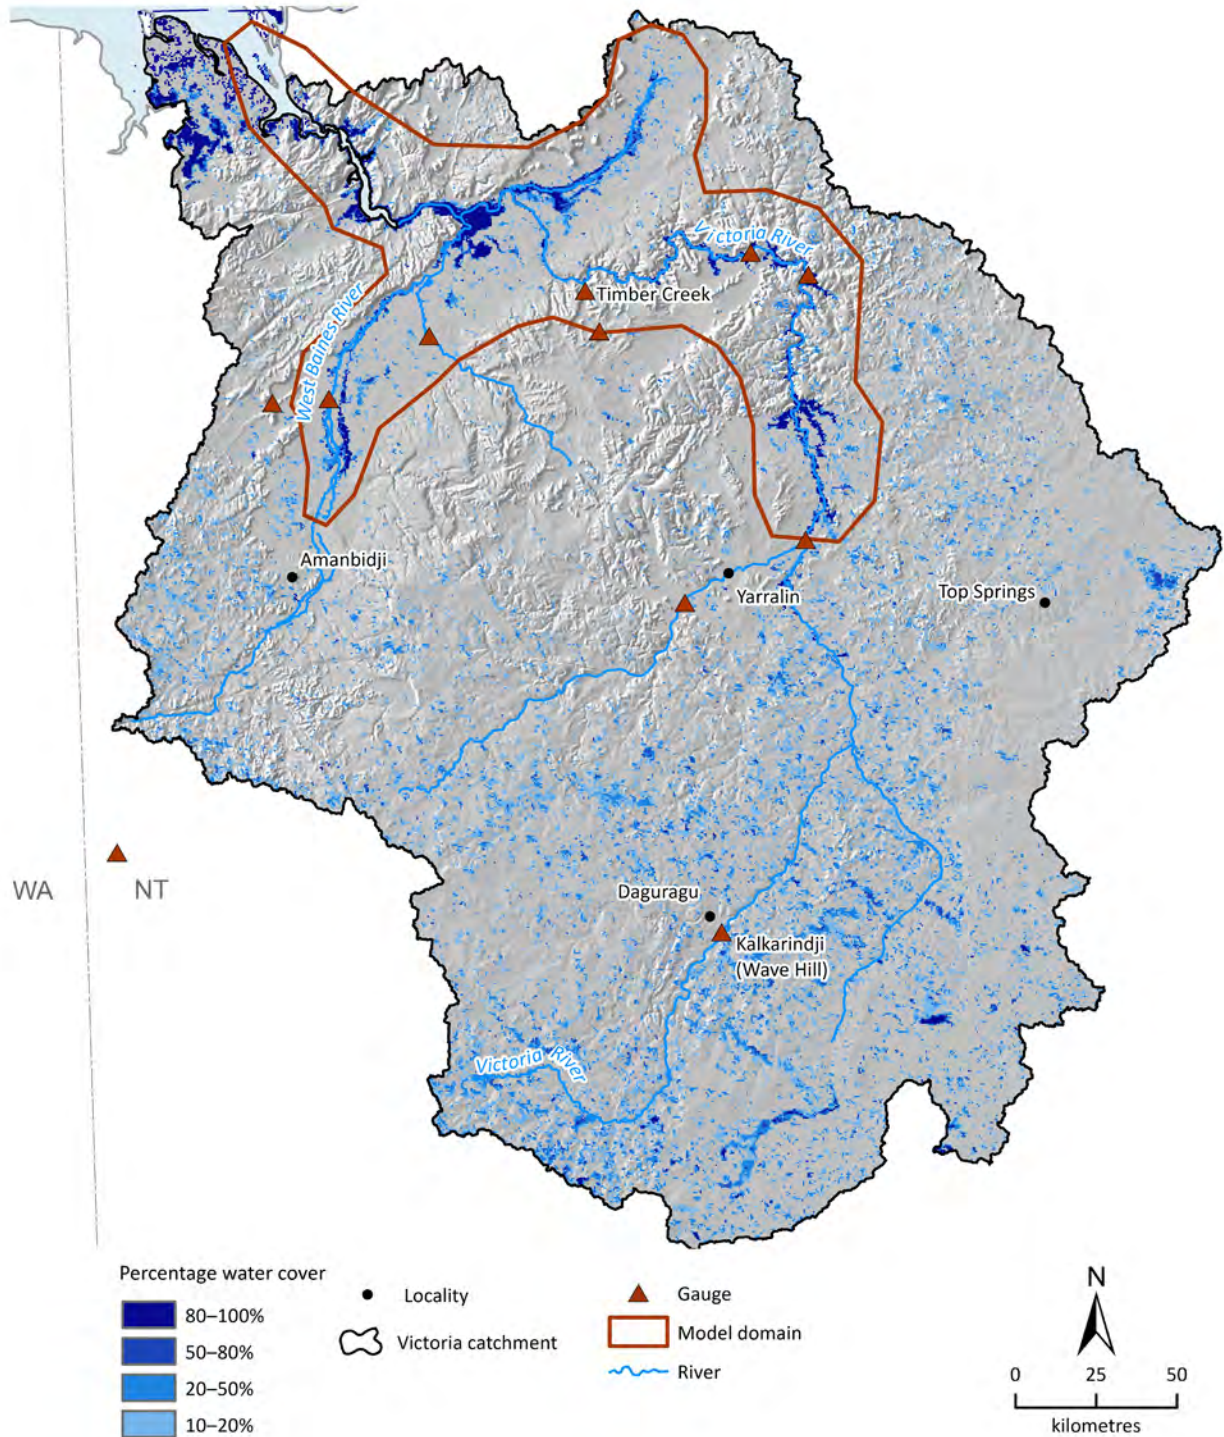 Victoria River
Timber Creek
West Baines River
Amanbidji
Yarralin
Top Springs
WA
NT
Daguragu
Kalkarindji
(Wave Hill)
Victoria River
Percentage water cover
80–100%
50–80%
20–50%
10–20%
Locality
Victoria catchment
Gauge
Model domain
River
N
0 25 50
kilometres